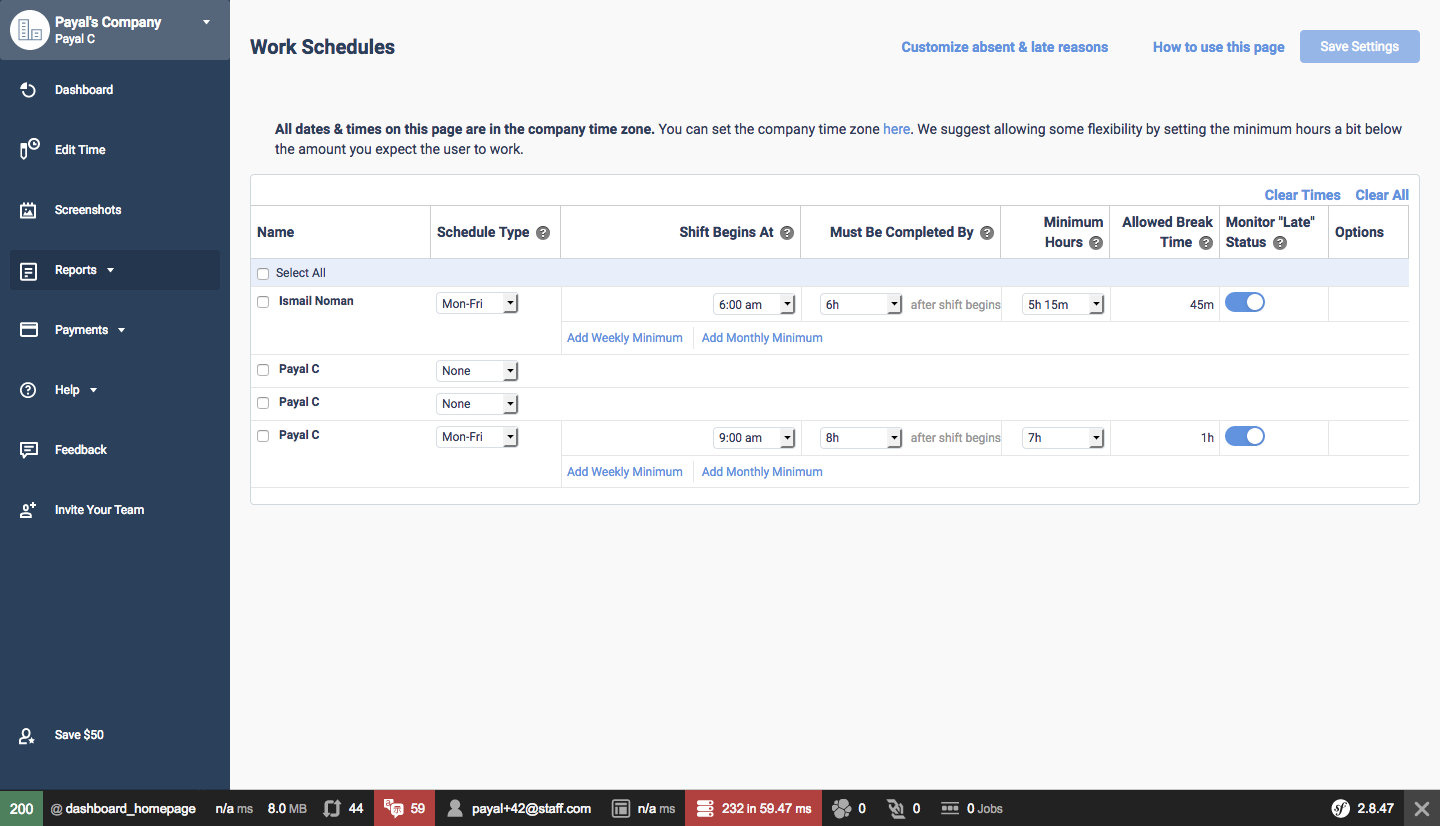 Payal's Company
Payal C
Dashboard
Edit Time
Screenshots
Reports
Payments
Help
Feedback
Invite Your Team
Save $50
Work Schedules
Customize absent & late reasons
How to use this page
Save Settings
All dates & times on this page are in the company time zone. You can set the company time zone here. We suggest allowing some flexibility by setting the minimum hours a bit below
the amount you expect the user to work.
Clear Times Clear All
Name Schedule Type ? Shift Begins At ? Must Be Completed By ? Minimum Hours ? Allowed Break Time ? Monitor "Late" Status ? Options
Select All
Ismail Noman Mon-Fri 6:00 am 6h after shift begins 5h 15m 45m
Add Weekly Minimum Add Monthly Minimum
Payal C None
Payal C None
Payal C Mon-Fri 9:00 am 8h after shift begins 7h 1h
Add Weekly Minimum Add Monthly Minimum
200 @ dashboard_homepage n/a ms 8.0 MB 44 59 payal+42@staff.com n/a ms 232 in 59.47 ms 0 0 0 Jobs sf 2.8.47